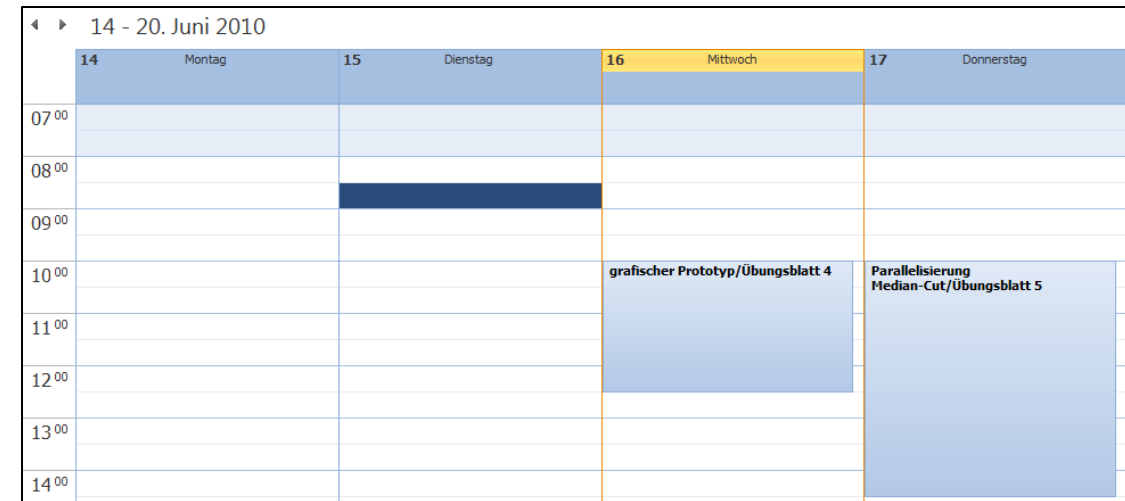 14 - 20. Juni 2010
14 Montag 15 Dienstag 16 Mittwoch 17 Donnerstag
07 00
08 00
09 00
10 00
grafischer Prototyp/Übungsblatt 4
Parallelisierung
Median-Cut/Übungsblatt 5
11 00
12 00
13 00
14 00